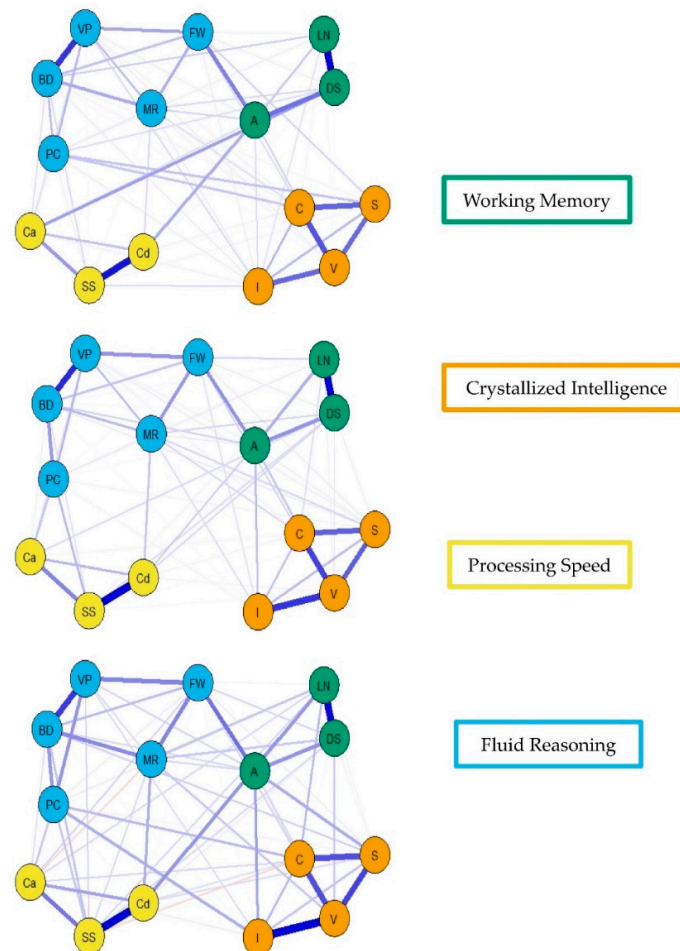 VP
FW
LN
BD
DS
MR
A
PC
C
S
Ca
Cd
V
SS
I
Working Memory
VP
FW
LN
BD
DS
MR
A
PC
C
S
Ca
Cd
V
SS
I
Crystallized Intelligence
Processing Speed
VP
FW
LN
BD
DS
MR
A
PC
C
S
Ca
Cd
V
SS
I
Fluid Reasoning